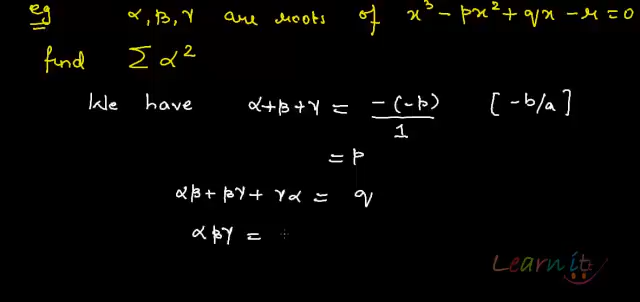 eg α, β, γ are roots of x³ - px² + qx - r = 0
find Σ α²
We have α+β+γ = -(-p)/1 [-b/a]
= p
αβ + βγ + γα = q
αβγ =
Learnit